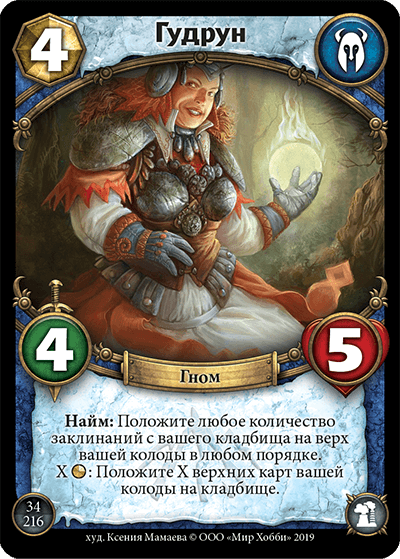 4
Гудрун
4
5
Гном
Найм: Положите любое количество
заклинаний с вашего кладбища на верх
вашей колоды в любом порядке.
X : Положите X верхних карт вашей
колоды на кладбище.
34
216
худ. Ксения Мамаева © ООО «Мир Хобби» 2019